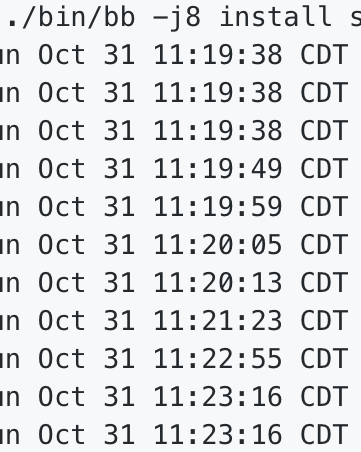 ./bin/bb -j8 install s
un Oct 31 11:19:38 CDT
un Oct 31 11:19:38 CDT
un Oct 31 11:19:38 CDT
un Oct 31 11:19:49 CDT
un Oct 31 11:19:59 CDT
un Oct 31 11:20:05 CDT
un Oct 31 11:20:13 CDT
un Oct 31 11:21:23 CDT
un Oct 31 11:22:55 CDT
un Oct 31 11:23:16 CDT
un Oct 31 11:23:16 CDT